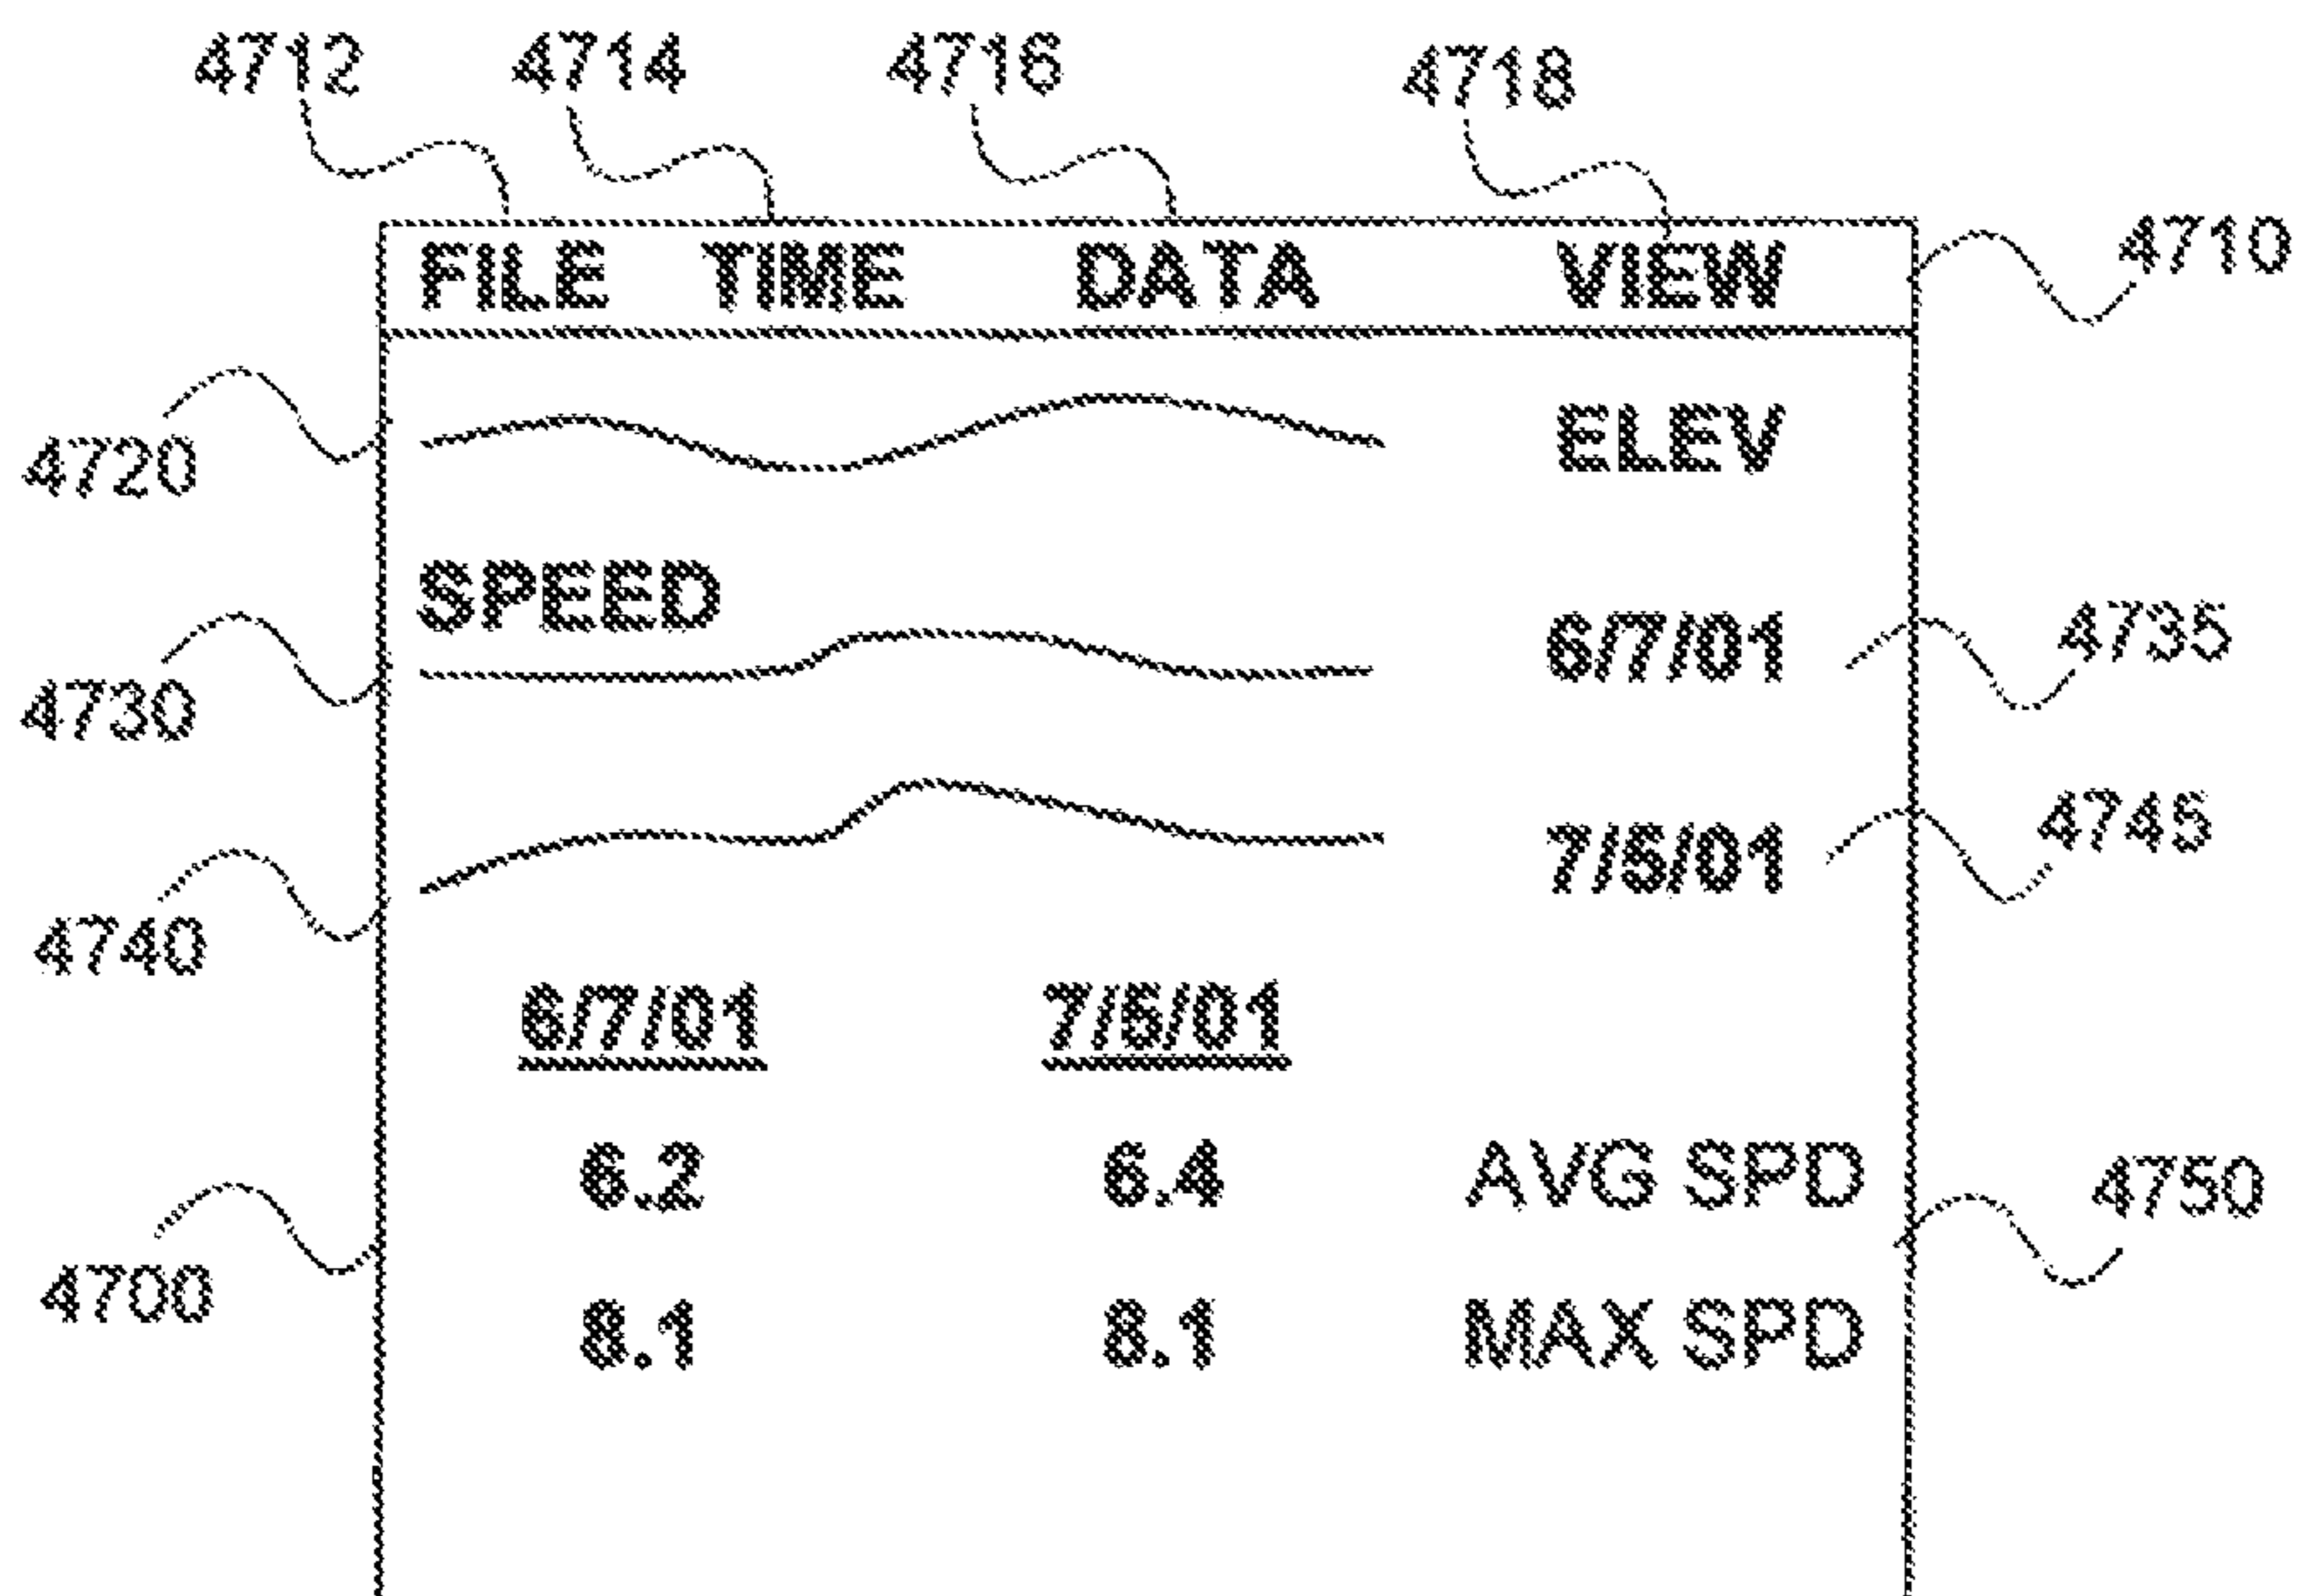 4712 4714 4716 4718
FILE TIME DATA VIEW 4710
4720 ELEV
SPEED
4730 6/7/01 4735
7/5/01 4745
4740
6/7/01 7/5/01
6.2 6.4 AVG SPD 4750
4700
8.1 8.1 MAX SPD